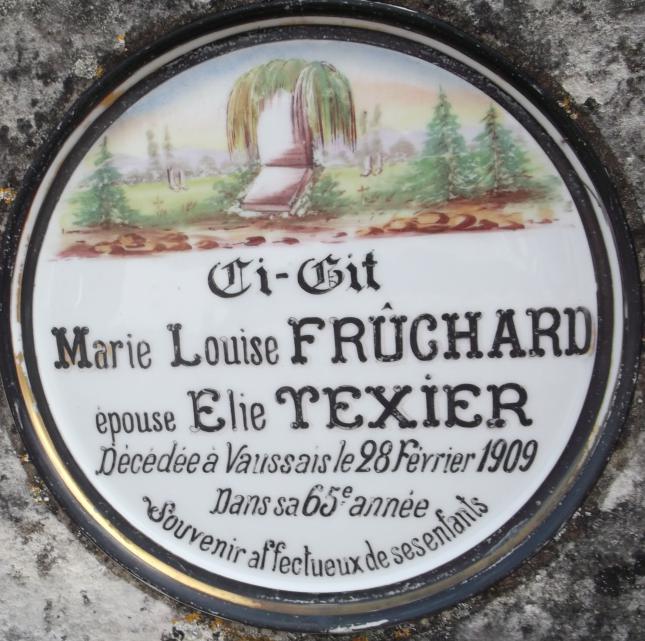 Ci-Git
Marie Louise FRÛCHARD
épouse Elie TEXIER
Décédée à Vaussais le 28 Février 1909
Dans sa 65e année
Souvenir affectueux de ses enfants